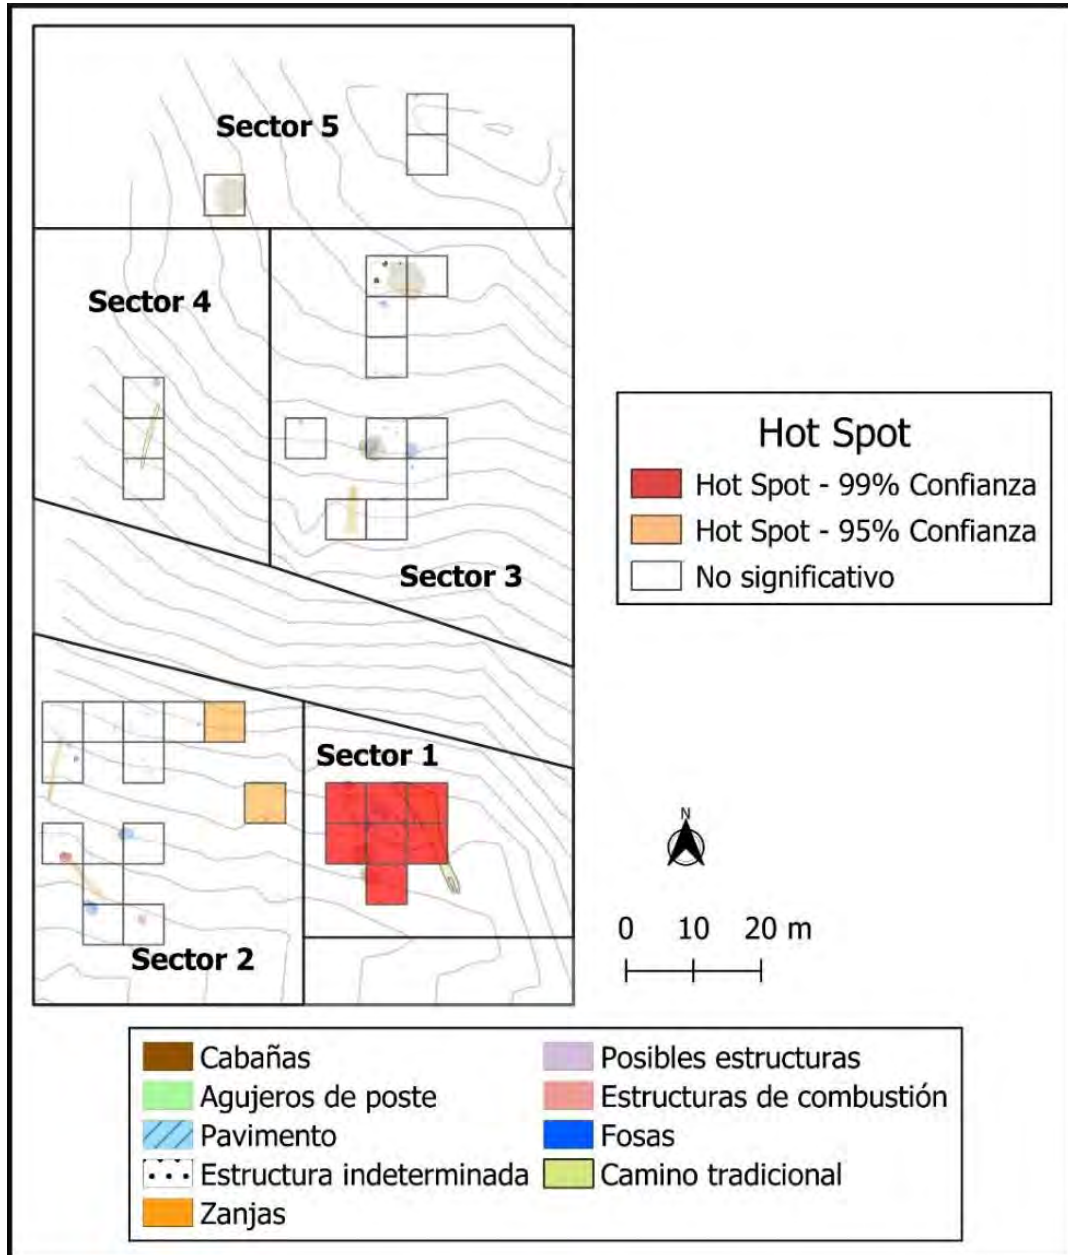 Sector 5
Sector 4
Sector 3
Sector 1
Sector 2
Hot Spot
Hot Spot - 99% Confianza
Hot Spot - 95% Confianza
No significativo
N
0 10 20 m
Cabañas
Agujeros de poste
Pavimento
Estructura indeterminada
Zanjas
Posibles estructuras
Estructuras de combustión
Fosas
Camino tradicional